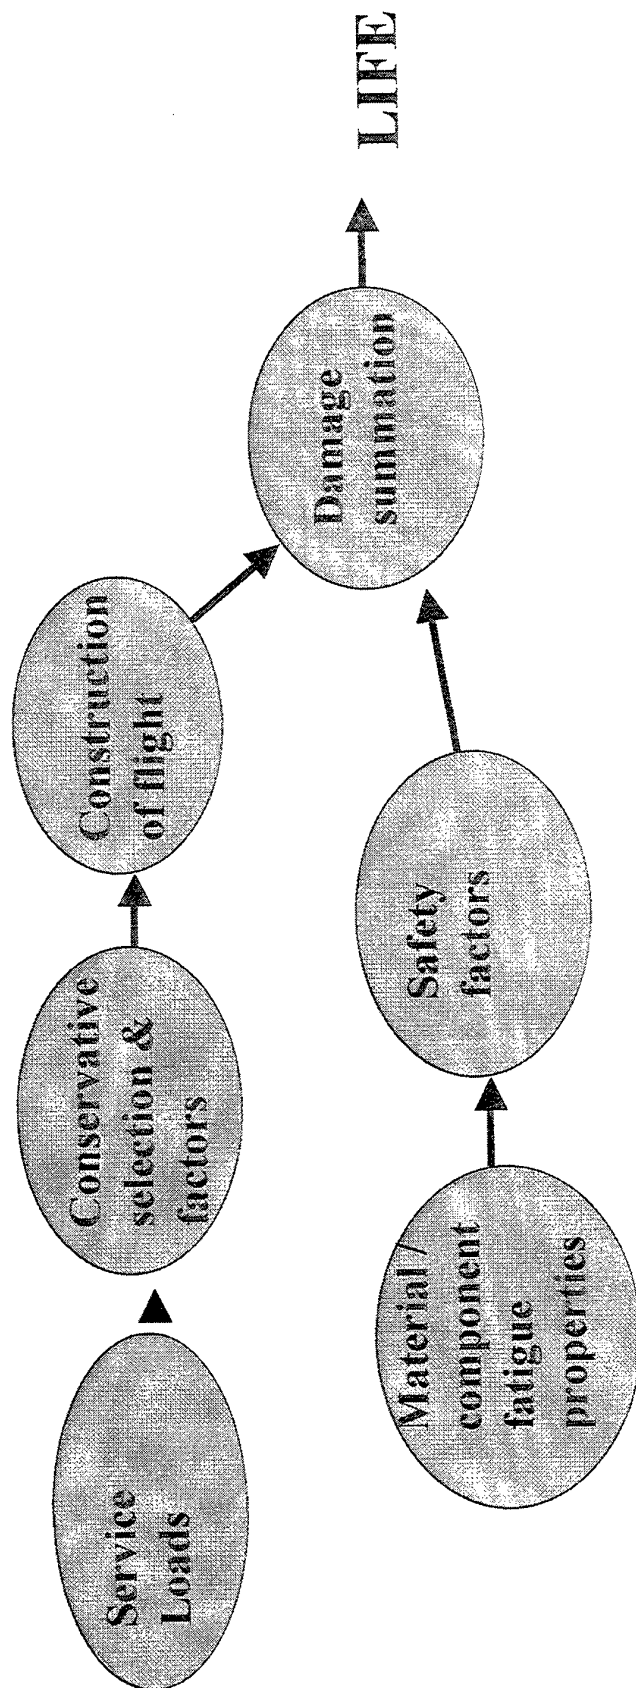 Service
Loads
Conservative
selection &
factors
Construction
of flight
Damage
summation
LIFE
Material /
component
fatigue
properties
Safety
factors